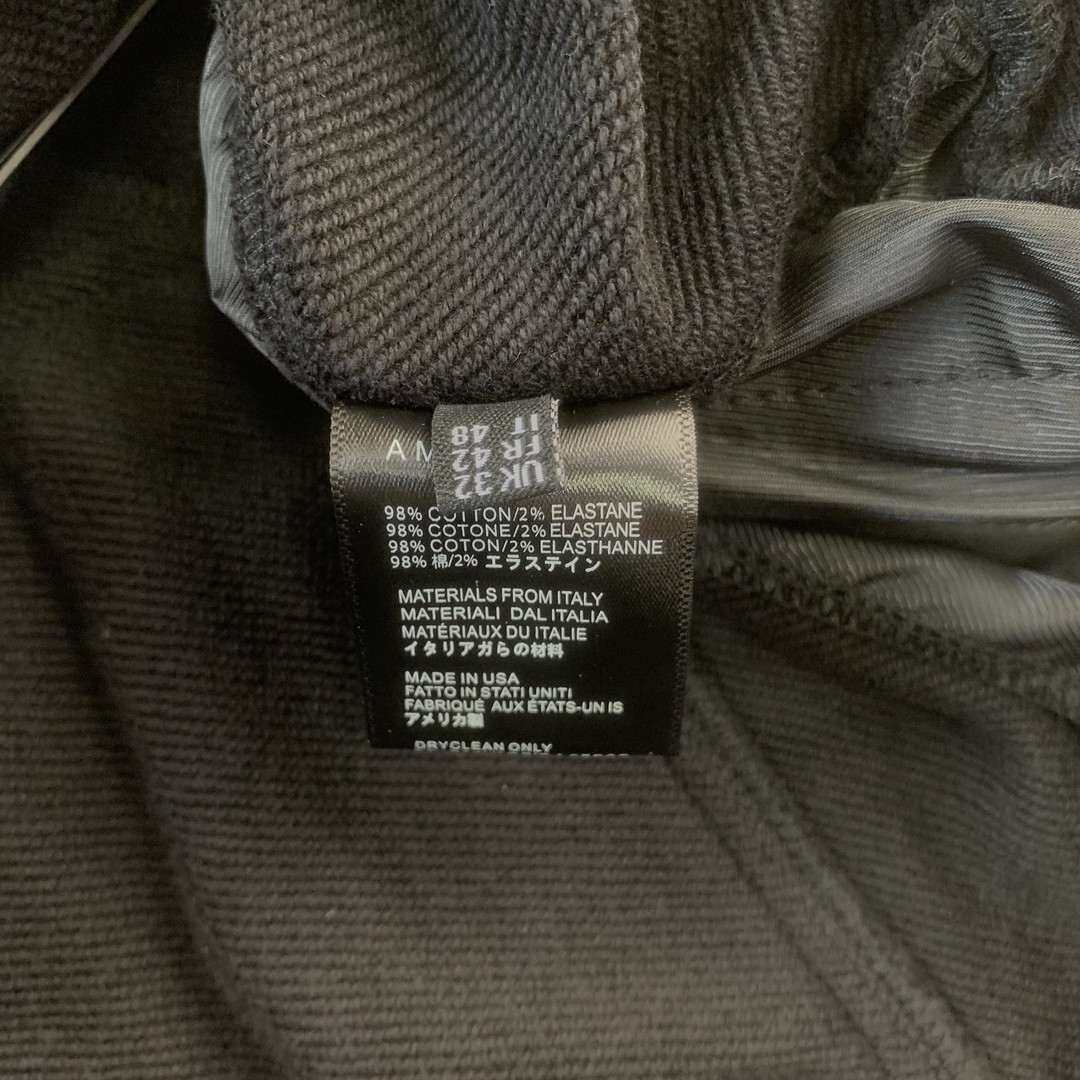 AM
UK 32
FR 42
IT 48
98% COTTON/2% ELASTANE
98% COTONE/2% ELASTANE
98% COTON/2% ELASTHANNE
98% 棉/2% エラステイン
MATERIALS FROM ITALY
MATERIALI DAL ITALIA
MATÉRIAUX DU ITALIE
イタリアガらの材料
MADE IN USA
FATTO IN STATI UNITI
FABRIQUÉ AUX ÉTATS-UN IS
アメリカ製
DRYCLEAN ONLY